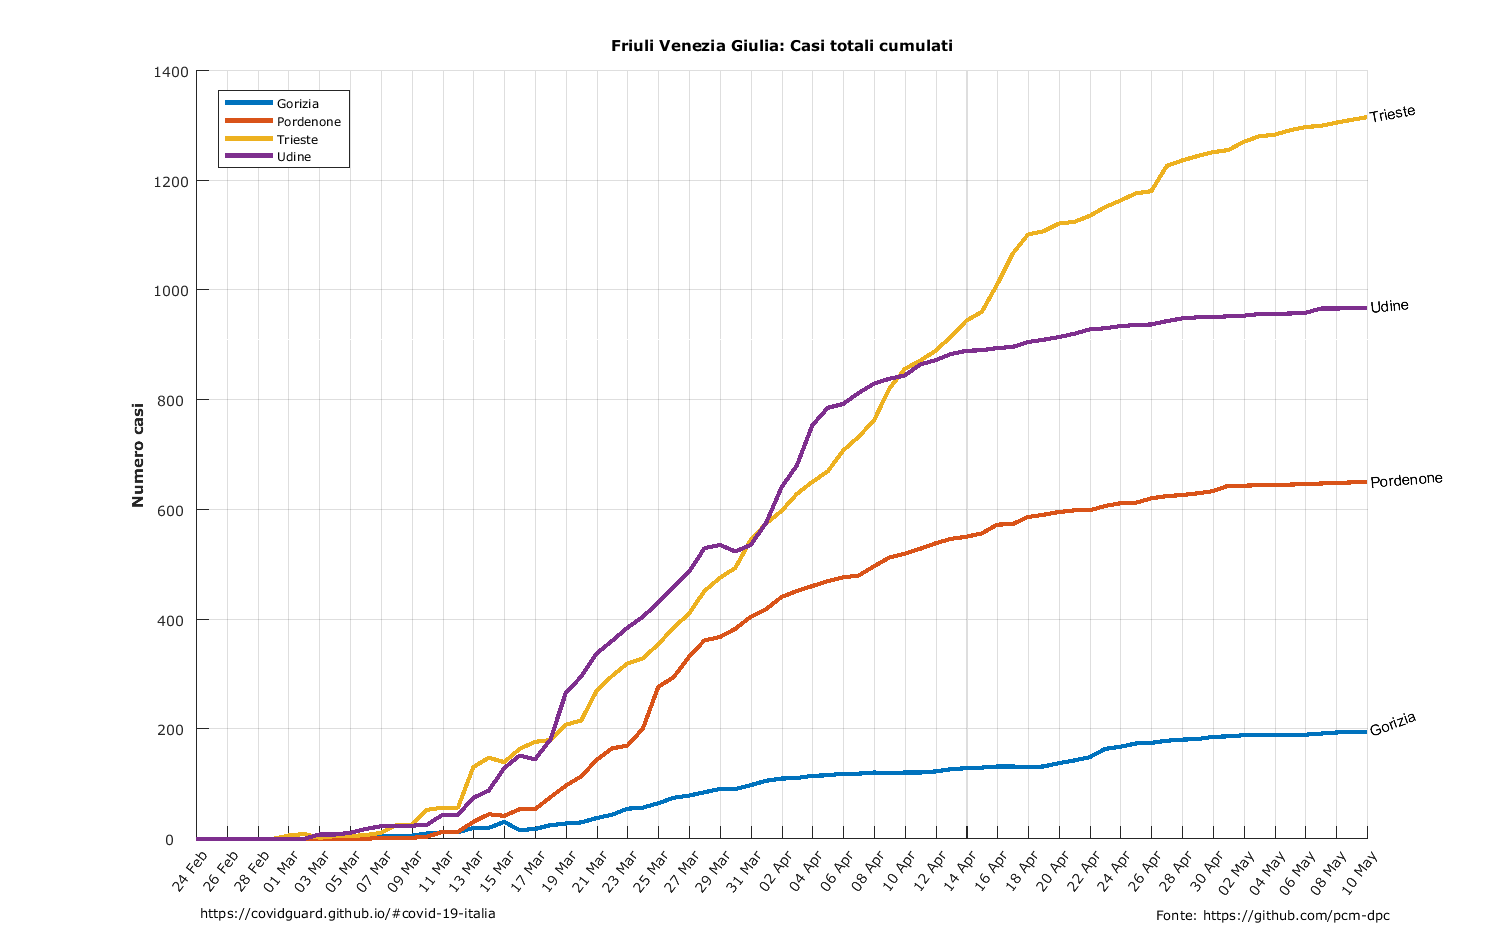 Friuli Venezia Giulia: Casi totali cumulati
1400
1200
1000
800
600
400
200
0
Numero casi
Gorizia
Pordenone
Trieste
Udine
Trieste
Udine
Pordenone
Gorizia
24 Feb
26 Feb
28 Feb
01 Mar
03 Mar
05 Mar
07 Mar
09 Mar
11 Mar
13 Mar
15 Mar
17 Mar
19 Mar
21 Mar
23 Mar
25 Mar
27 Mar
29 Mar
31 Mar
02 Apr
04 Apr
06 Apr
08 Apr
10 Apr
12 Apr
14 Apr
16 Apr
18 Apr
20 Apr
22 Apr
24 Apr
26 Apr
28 Apr
30 Apr
02 May
04 May
06 May
08 May
10 May
https://covidguard.github.io/#covid-19-italia
Fonte: https://github.com/pcm-dpc